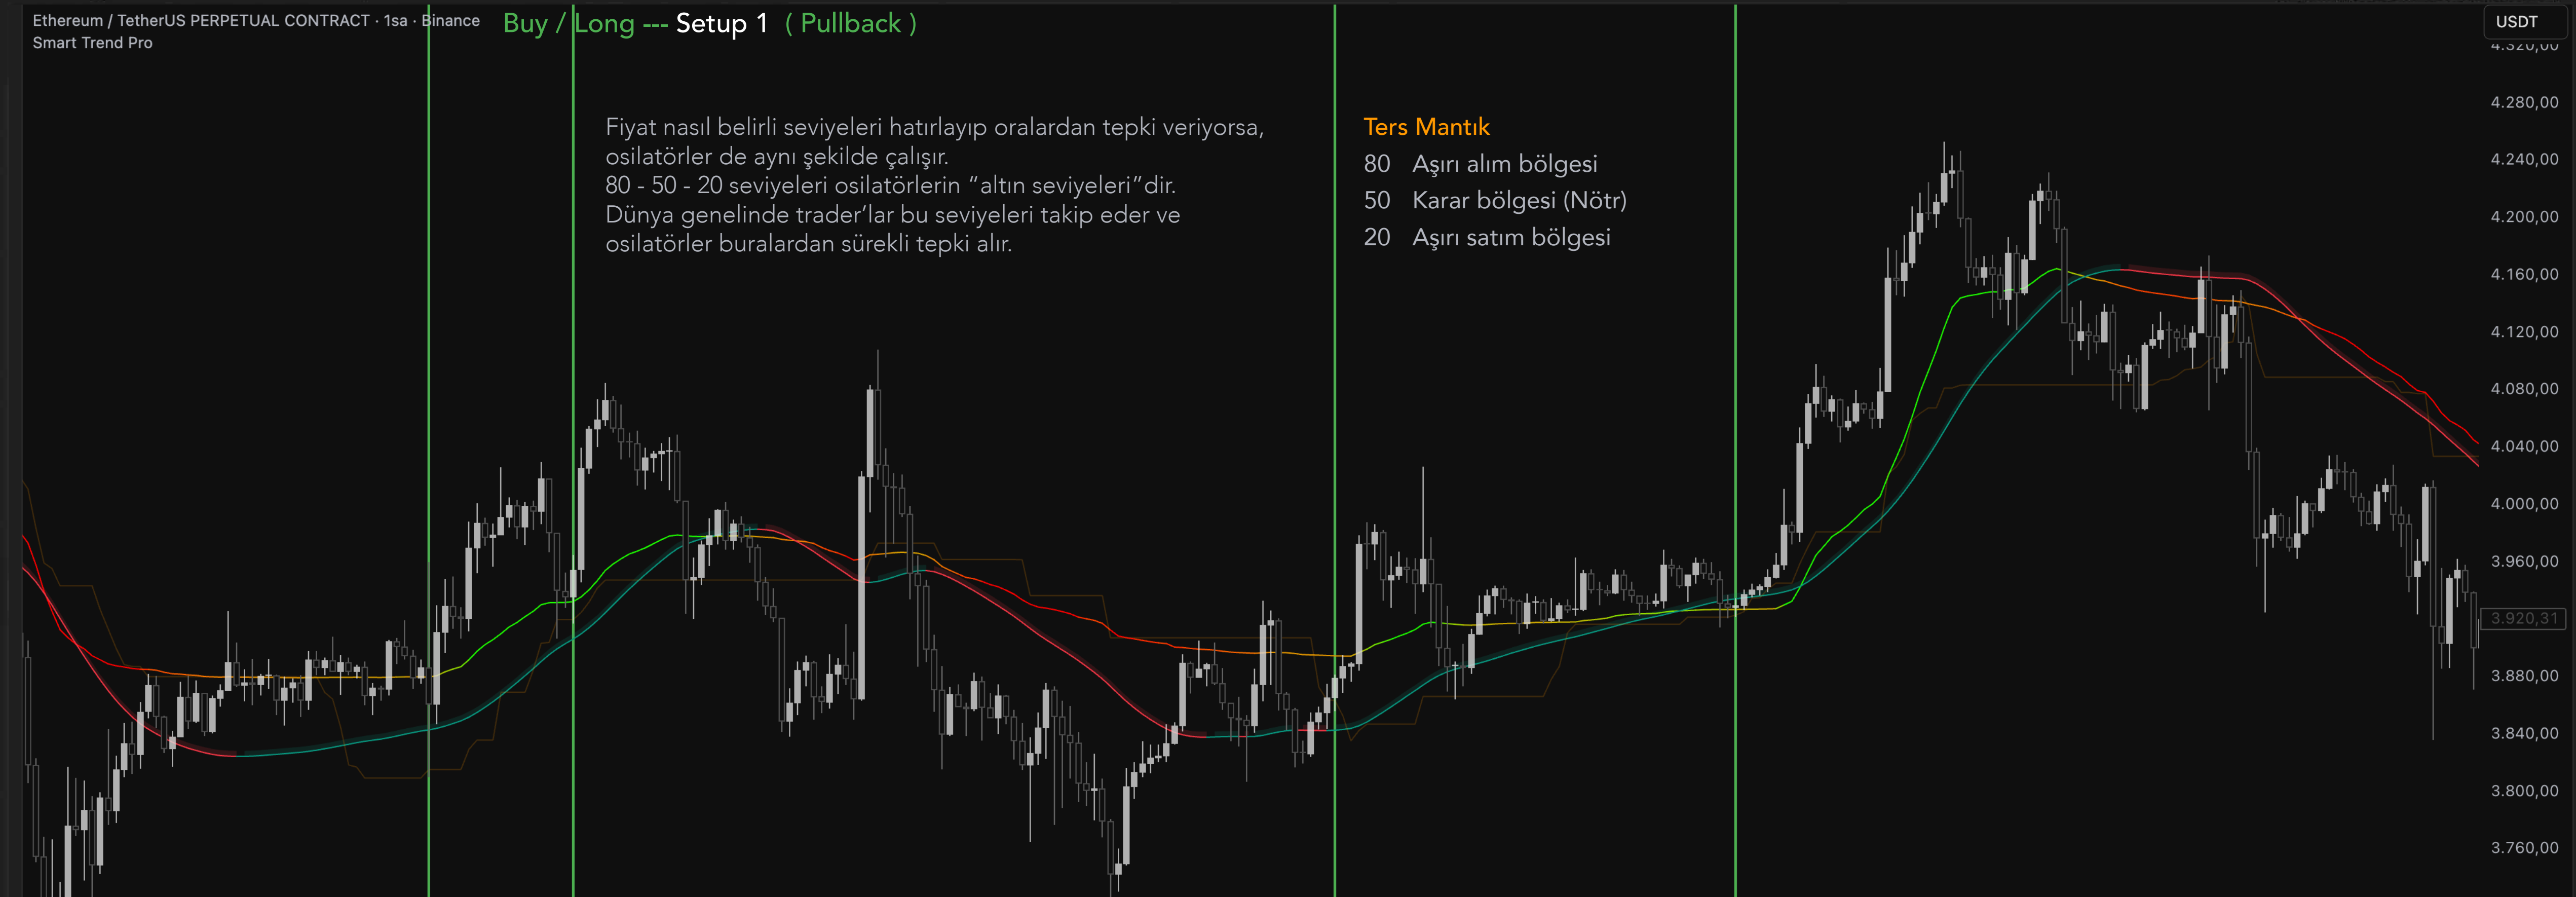 Ethereum / TetherUS PERPETUAL CONTRACT · 1sa · Binance
Smart Trend Pro
Buy / Long --- Setup 1 ( Pullback )
USDT
Fiyat nasıl belirli seviyeleri hatırlayıp oralardan tepki veriyorsa,
osilatörler de aynı şekilde çalışır.
80 - 50 - 20 seviyeleri osilatörlerin “altın seviyeleri”dir.
Dünya genelinde trader’lar bu seviyeleri takip eder ve
osilatörler buralardan sürekli tepki alır.
Ters Mantık
80 Aşırı alım bölgesi
50 Karar bölgesi (Nötr)
20 Aşırı satım bölgesi
4.320,00
4.280,00
4.240,00
4.200,00
4.160,00
4.120,00
4.080,00
4.040,00
4.000,00
3.960,00
3.920,31
3.880,00
3.840,00
3.800,00
3.760,00